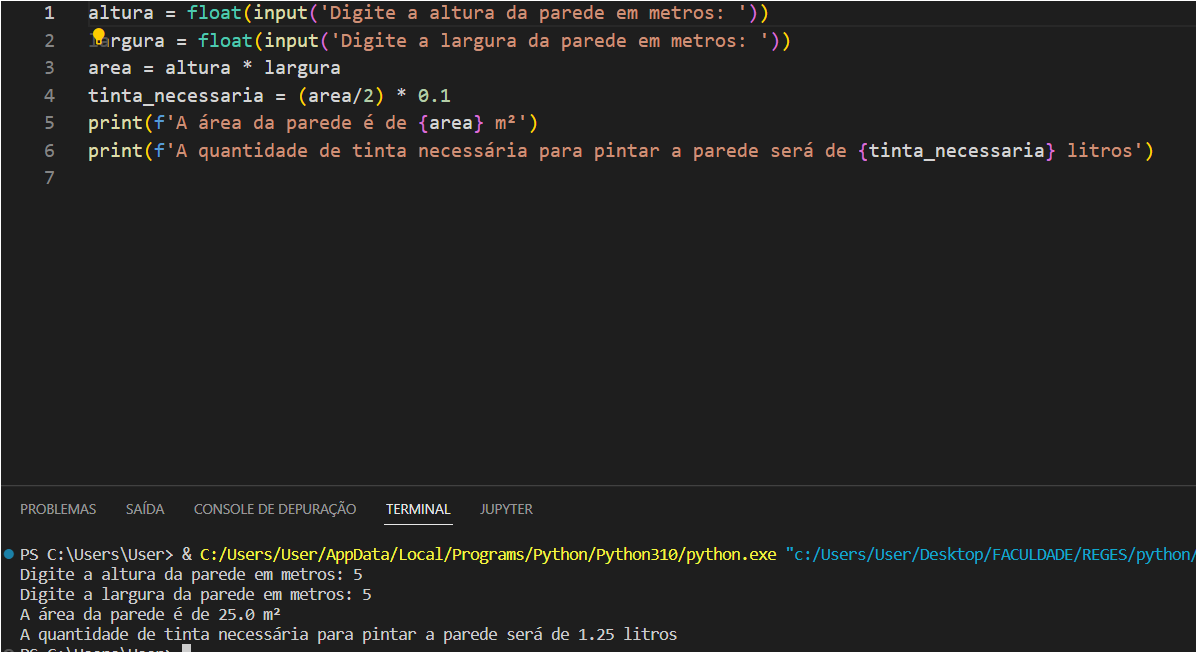 1 altura = float(input('Digite a altura da parede em metros: '))
2 largura = float(input('Digite a largura da parede em metros: '))
3 area = altura * largura
4 tinta_necessaria = (area/2) * 0.1
5 print(f'A área da parede é de {area} m²')
6 print(f'A quantidade de tinta necessária para pintar a parede será de {tinta_necessaria} litros')
7
PROBLEMAS SAÍDA CONSOLE DE DEPURAÇÃO TERMINAL JUPYTER
PS C:\Users\User> & C:/Users/User/AppData/Local/Programs/Python/Python310/python.exe "c:/Users/User/Desktop/FACULDADE/REGES/python/
Digite a altura da parede em metros: 5
Digite a largura da parede em metros: 5
A área da parede é de 25.0 m²
A quantidade de tinta necessária para pintar a parede será de 1.25 litros
PS C:\Users\User>